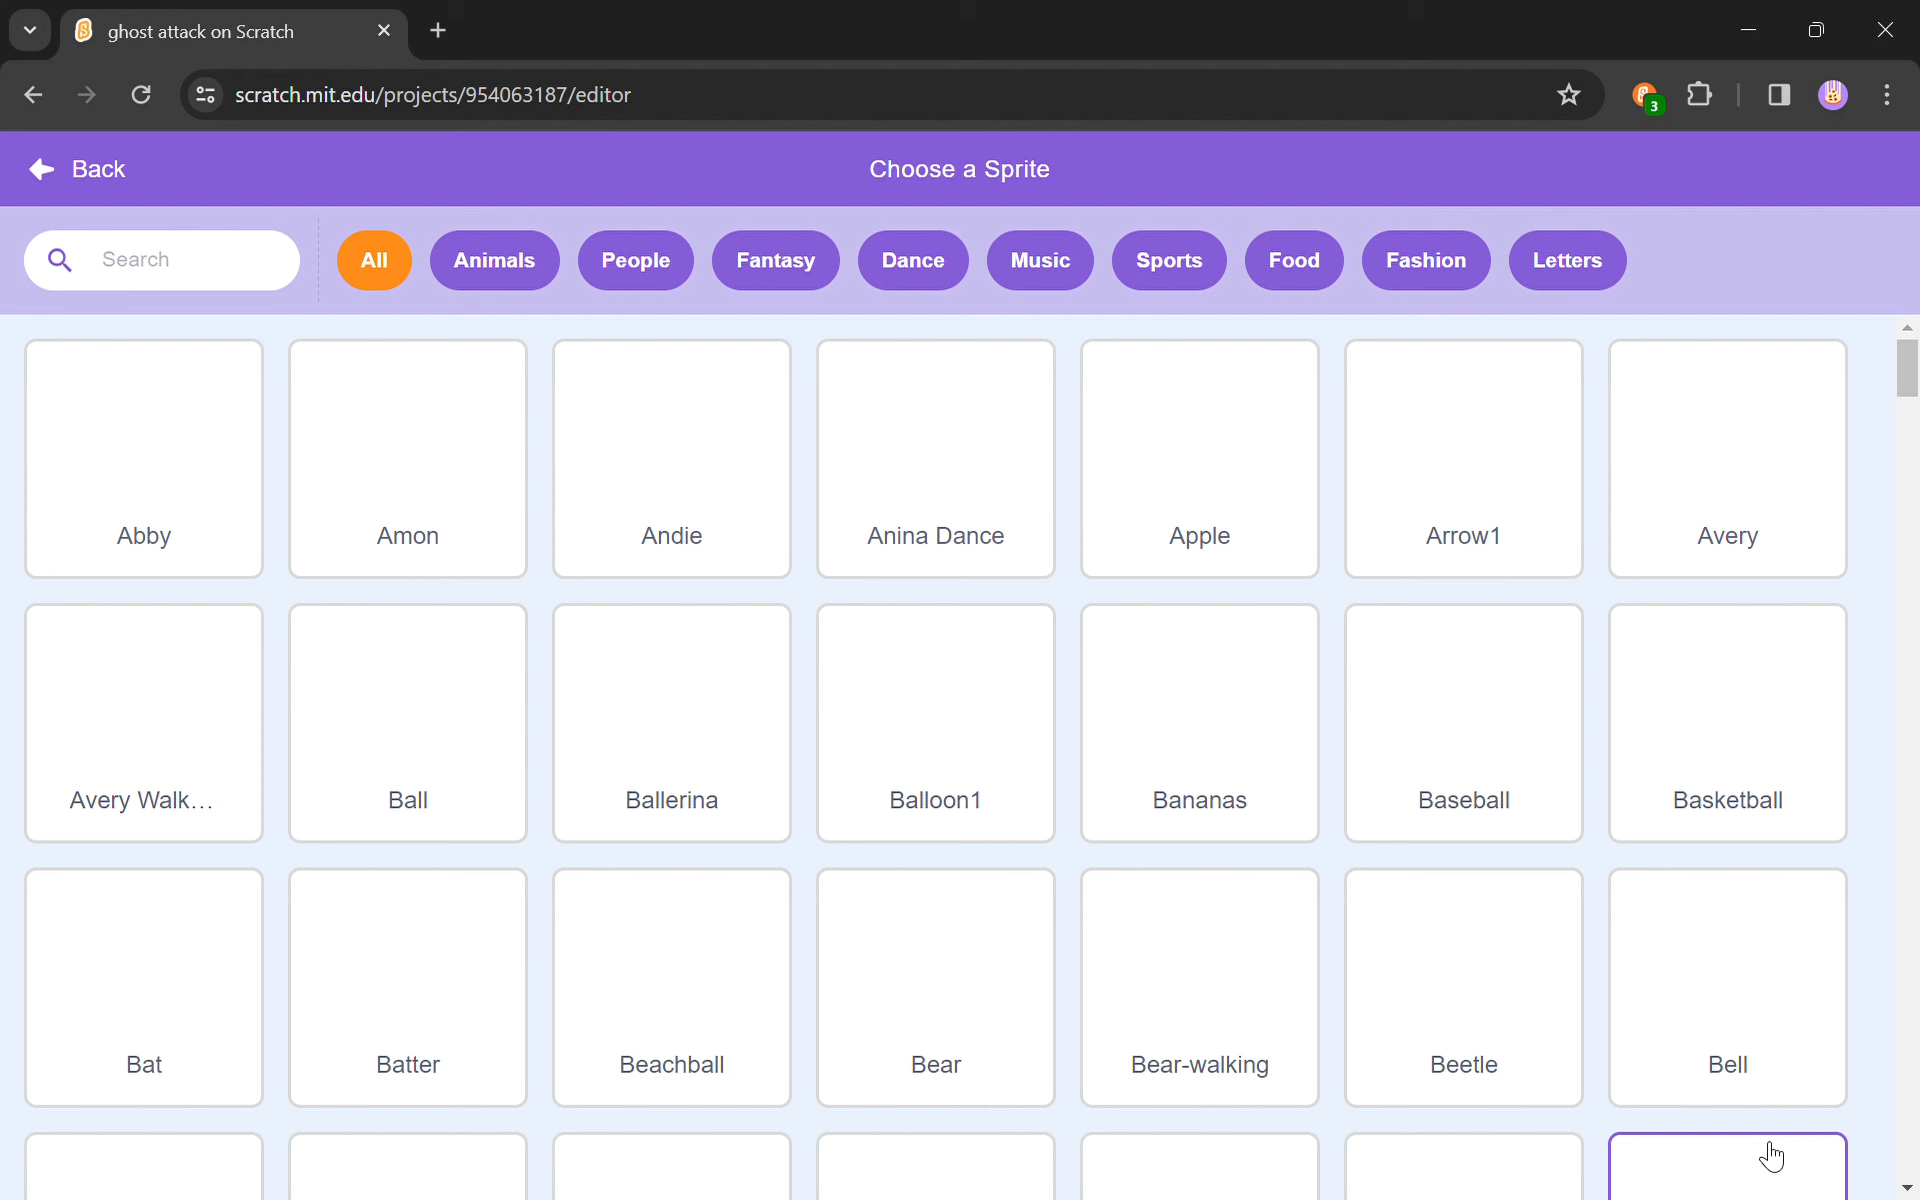 ghost attack on Scratch
scratch.mit.edu/projects/954063187/editor
3
Back
Choose a Sprite
Search
All
Animals
People
Fantasy
Dance
Music
Sports
Food
Fashion
Letters
Abby
Amon
Andie
Anina Dance
Apple
Arrow1
Avery
Avery Walk...
Ball
Ballerina
Balloon1
Bananas
Baseball
Basketball
Bat
Batter
Beachball
Bear
Bear-walking
Beetle
Bell